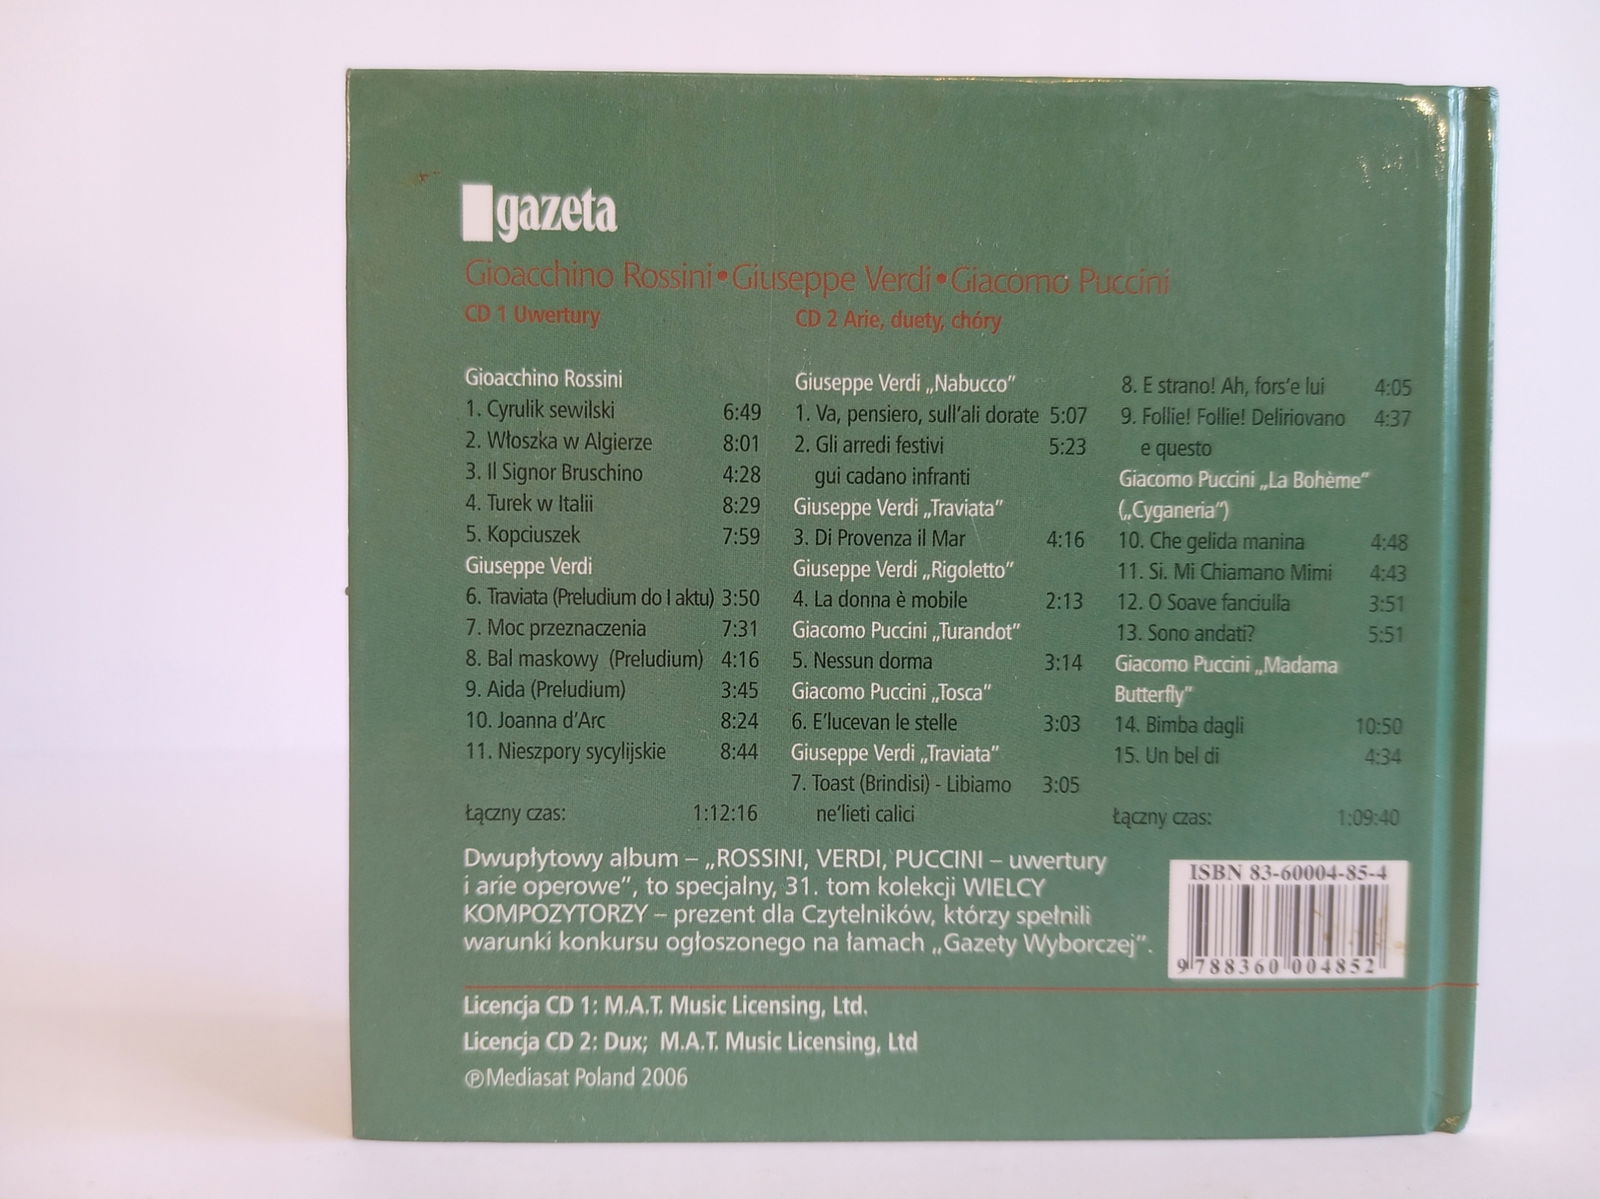 gazeta
Gioacchino Rossini•Giuseppe Verdi•Giacomo Puccini
CD 1 Uwertury
Gioacchino Rossini
1. Cyrulik sewilski 6:49
2. Włoszka w Algierze 8:01
3. Il Signor Bruschino 4:28
4. Turek w Italii 8:29
5. Kopciuszek 7:59
Giuseppe Verdi
6. Traviata (Preludium do I aktu) 3:50
7. Moc przeznaczenia 7:31
8. Bal maskowy (Preludium) 4:16
9. Aida (Preludium) 3:45
10. Joanna d'Arc 8:24
11. Nieszpory sycylijskie 8:44
Łączny czas: 1:12:16
CD 2 Arie, duety, chóry
Giuseppe Verdi „Nabucco”
1. Va, pensiero, sull'ali dorate 5:07
2. Gli arredi festivi 5:23
gui cadano infranti
Giuseppe Verdi „Traviata”
3. Di Provenza il Mar 4:16
Giuseppe Verdi „Rigoletto”
4. La donna è mobile 2:13
Giacomo Puccini „Turandot”
5. Nessun dorma 3:14
Giacomo Puccini „Tosca”
6. E'lucevan le stelle 3:03
Giuseppe Verdi „Traviata”
7. Toast (Brindisi) - Libiamo 3:05
ne'lieti calici
8. E strano! Ah, fors'e lui 4:05
9. Follie! Follie! Deliriovano 4:37
e questo
Giacomo Puccini „La Bohème”
(„Cyganeria”)
10. Che gelida manina 4:48
11. Si. Mi Chiamano Mimi 4:43
12. O Soave fanciulla 3:51
13. Sono andati? 5:51
Giacomo Puccini „Madama
Butterfly”
14. Bimba dagli 10:50
15. Un bel di 4:34
Łączny czas: 1:09:40
Dwupłytowy album – „ROSSINI, VERDI, PUCCINI – uwertury
i arie operowe”, to specjalny, 31. tom kolekcji WIELCY
KOMPOZYTORZY – prezent dla Czytelników, którzy spełnili
warunki konkursu ogłoszonego na łamach „Gazety Wyborczej”.
ISBN 83-60004-85-4
9 788360 004852
Licencja CD 1: M.A.T. Music Licensing, Ltd.
Licencja CD 2: Dux; M.A.T. Music Licensing, Ltd
℗Mediasat Poland 2006